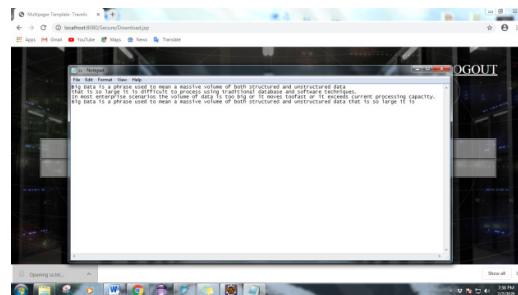 Multipages Template- Travels
localhost:8080/Secure/Download.jsp
Apps Gmail YouTube Maps News Translate
LOGOUT
Notepad
File Edit Format View Help
Big Data is a phrase used to mean a massive volume of both structured and unstructured data
that is so large it is difficult to process using traditional database and software techniques.
In most enterprise scenarios the volume of data is too big or it moves toofast or it exceeds current processing capacity.
Big Data is a phrase used to mean a massive volume of both structured and unstructured data that is so large it is
Opening
Show all
7:56 PM